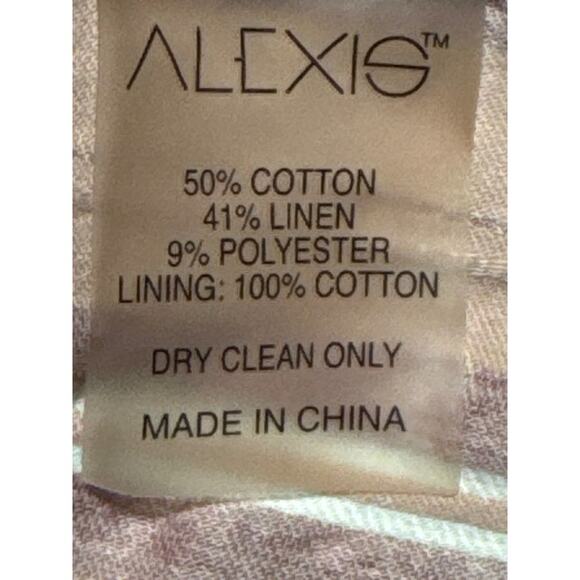 ALEXIS™
50% COTTON
41% LINEN
9% POLYESTER
LINING: 100% COTTON
DRY CLEAN ONLY
MADE IN CHINA